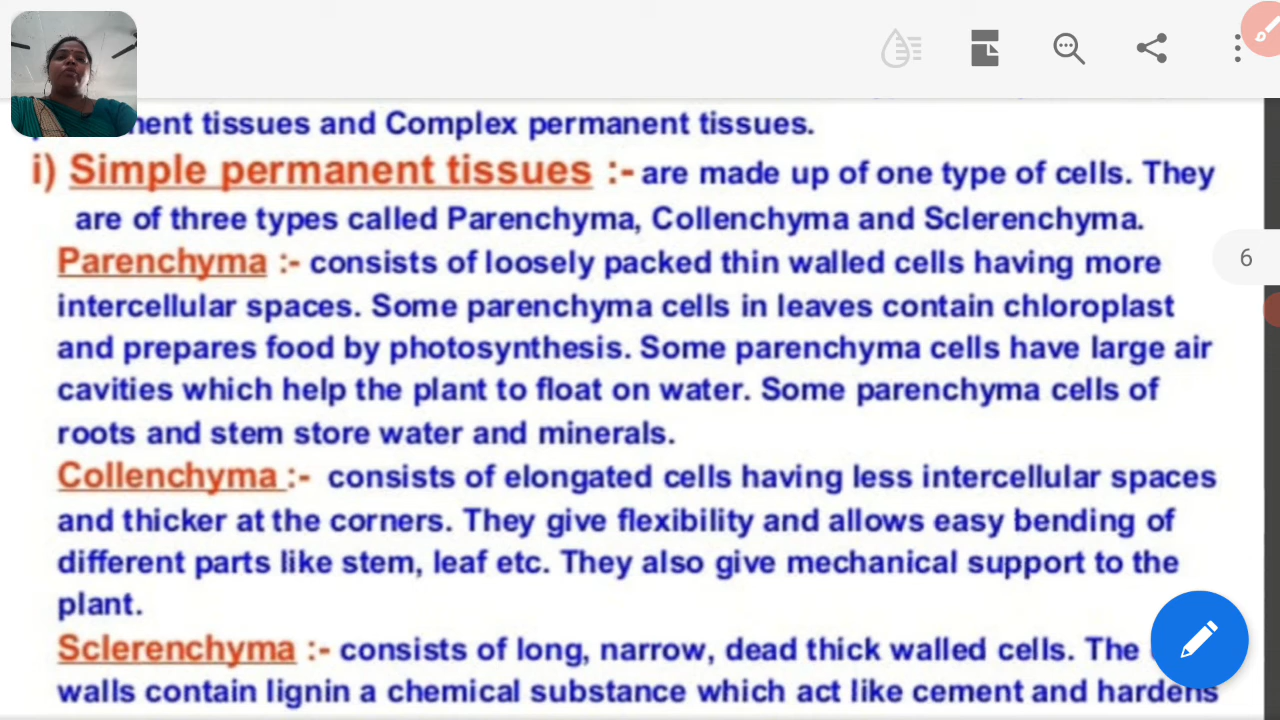 tissues and Complex permanent tissues.
i) Simple permanent tissues :- are made up of one type of cells. They
are of three types called Parenchyma, Collenchyma and Sclerenchyma.
Parenchyma :- consists of loosely packed thin walled cells having more
intercellular spaces. Some parenchyma cells in leaves contain chloroplast
and prepares food by photosynthesis. Some parenchyma cells have large air
cavities which help the plant to float on water. Some parenchyma cells of
roots and stem store water and minerals.
Collenchyma :- consists of elongated cells having less intercellular spaces
and thicker at the corners. They give flexibility and allows easy bending of
different parts like stem, leaf etc. They also give mechanical support to the
plant.
Sclerenchyma :- consists of long, narrow, dead thick walled cells. The
walls contain lignin a chemical substance which act like cement and hardens
6